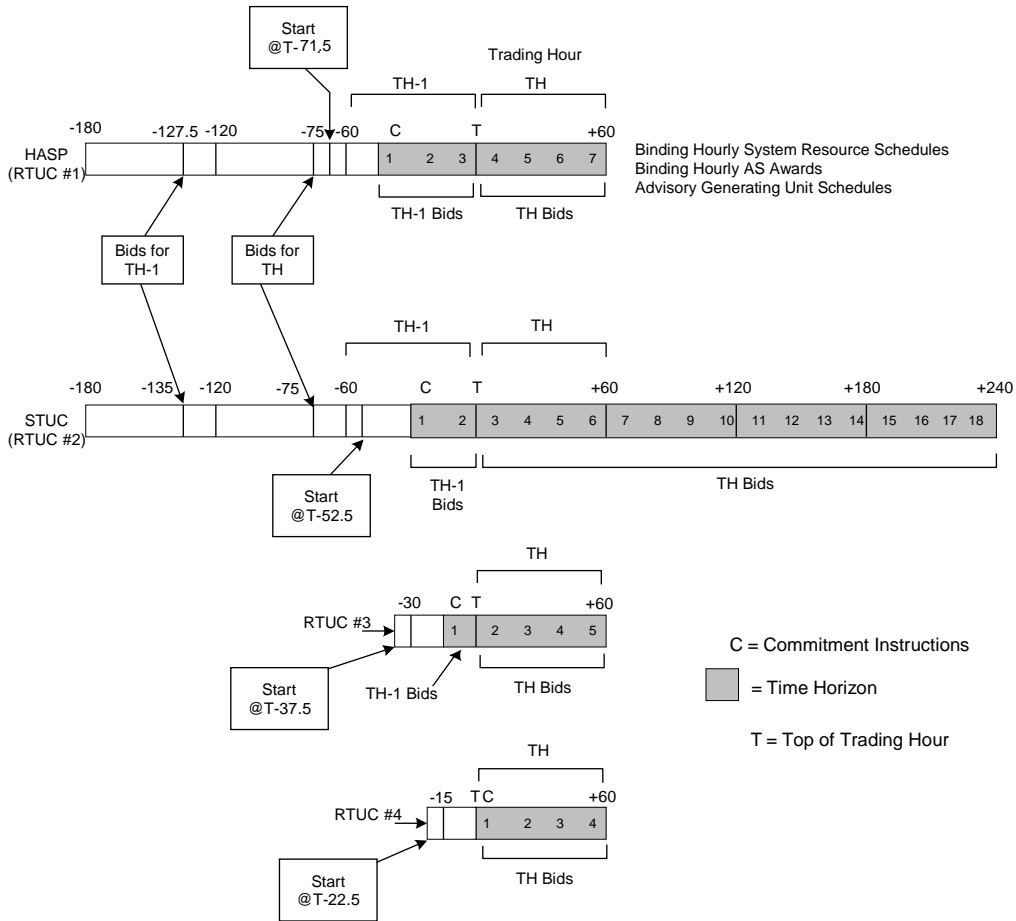 Start
@T-71.5
Trading Hour
TH-1
TH
-180
-127.5
-120
-75
-60
C
T
+60
HASP
(RTUC #1)
1 2 3 4 5 6 7
Binding Hourly System Resource Schedules
Binding Hourly AS Awards
Advisory Generating Unit Schedules
TH-1 Bids
TH Bids
Bids for
TH-1
Bids for
TH
TH-1
TH
-180
-135
-120
-75
-60
C
T
+60
+120
+180
+240
STUC
(RTUC #2)
1 2 3 4 5 6 7 8 9 10 11 12 13 14 15 16 17 18
TH-1
Bids
TH Bids
Start
@T-52.5
TH
-30
C
T
+60
RTUC #3
1 2 3 4 5
Start
@T-37.5
TH-1 Bids
TH Bids
C = Commitment Instructions
= Time Horizon
T = Top of Trading Hour
TH
-15
T C
+60
RTUC #4
1 2 3 4
Start
@T-22.5
TH Bids